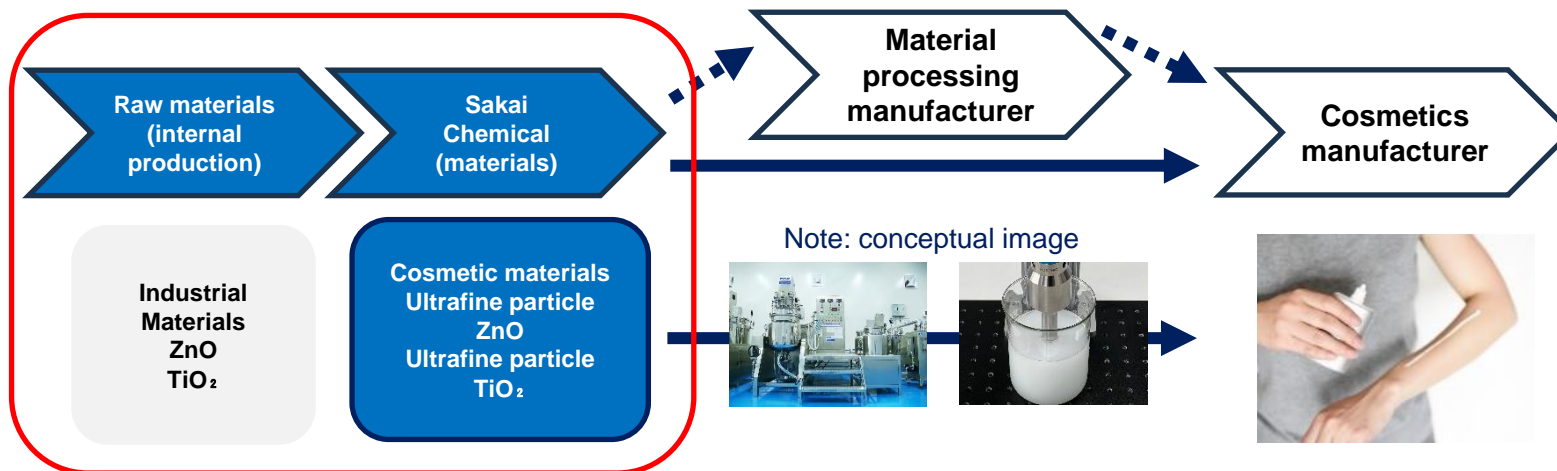 Raw materials
(internal
production)
Sakai
Chemical
(materials)
Material
processing
manufacturer
Cosmetics
manufacturer
Industrial
Materials
ZnO
TiO₂
Cosmetic materials
Ultrafine particle
ZnO
Ultrafine particle
TiO₂
Note: conceptual image